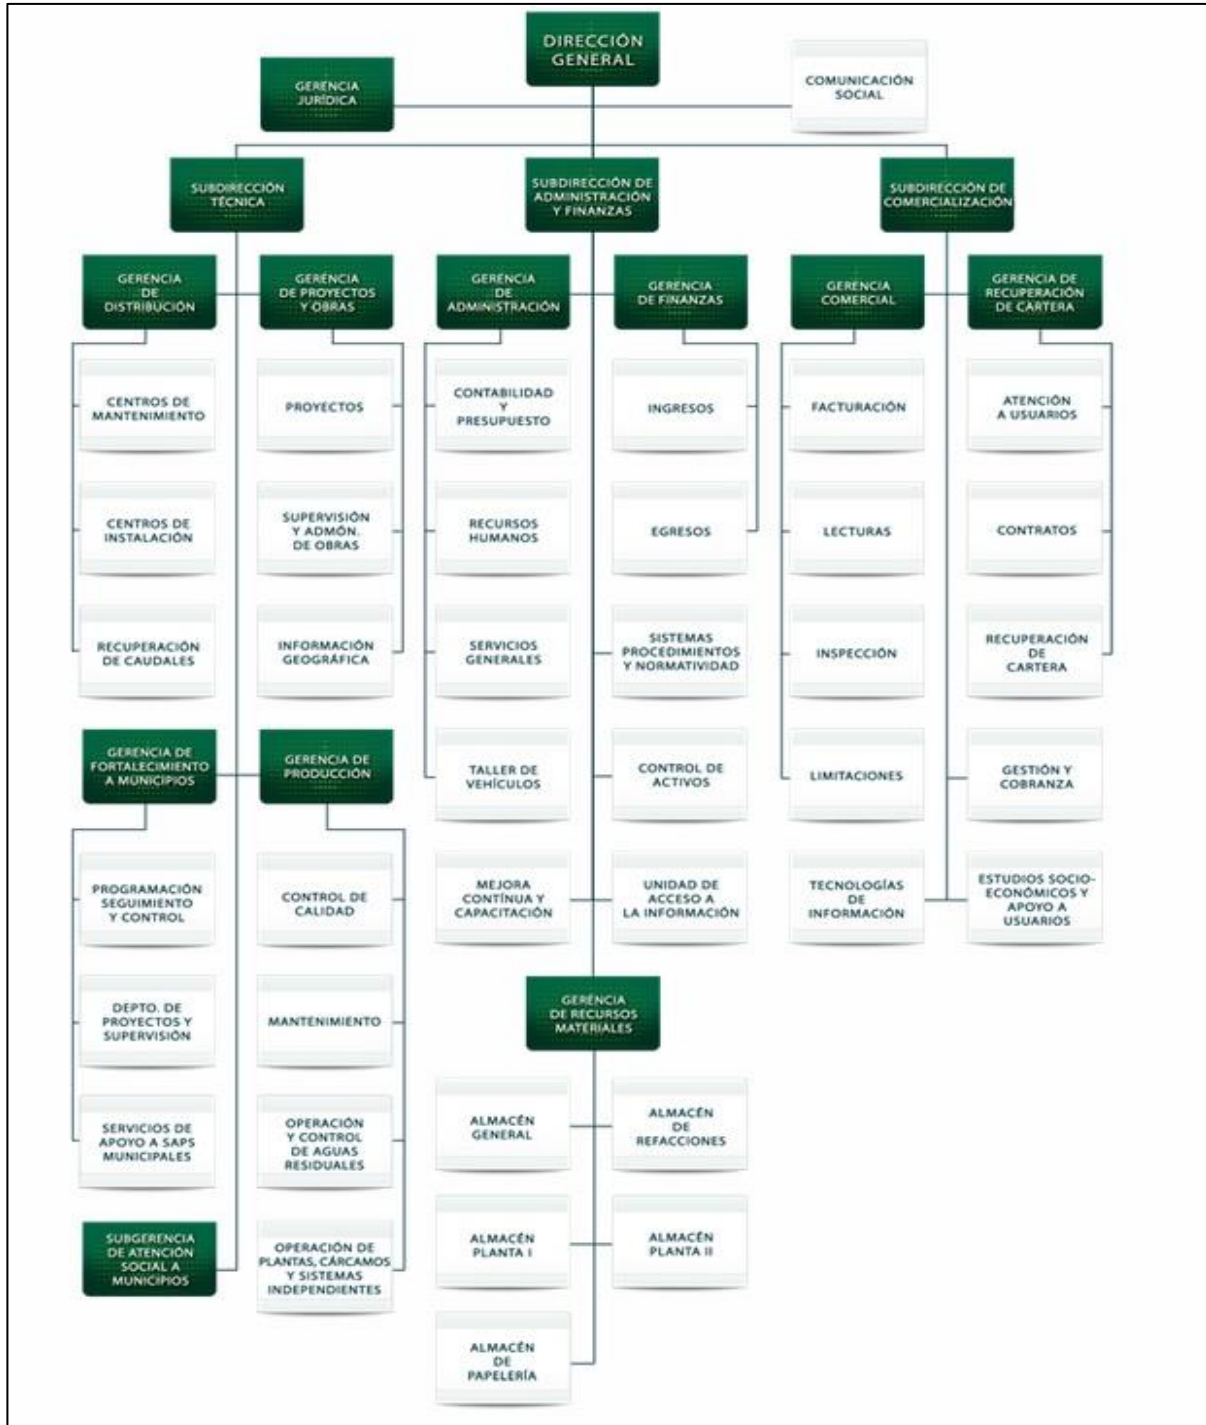 DIRECCIÓN
GENERAL
GERENCIA
JURÍDICA
COMUNICACIÓN
SOCIAL
SUBDIRECCIÓN
TÉCNICA
SUBDIRECCIÓN DE
ADMINISTRACIÓN
Y FINANZAS
SUBDIRECCIÓN DE
COMERCIALIZACIÓN
GERENCIA
DE
DISTRIBUCIÓN
GERENCIA
DE PROYECTOS
Y OBRAS
GERENCIA
DE
ADMINISTRACIÓN
GERENCIA
DE FINANZAS
GERENCIA
COMERCIAL
GERENCIA DE
RECUPERACIÓN
DE CARTERA
CENTROS DE
MANTENIMIENTO
PROYECTOS
CONTABILIDAD
Y
PRESUPUESTO
INGRESOS
FACTURACIÓN
ATENCIÓN
A USUARIOS
CENTROS DE
INSTALACIÓN
SUPERVISIÓN
Y ADMÓN.
DE OBRAS
RECURSOS
HUMANOS
EGRESOS
LECTURAS
CONTRATOS
RECUPERACIÓN
DE CAUDALES
INFORMACIÓN
GEOGRÁFICA
SERVICIOS
GENERALES
SISTEMAS
PROCEDIMIENTOS
Y NORMATIVIDAD
INSPECCIÓN
RECUPERACIÓN
DE
CARTERA
GERENCIA DE
FORTALECIMIENTO
A MUNICIPIOS
GERENCIA DE
PRODUCCIÓN
TALLER DE
VEHÍCULOS
CONTROL DE
ACTIVOS
LIMITACIONES
GESTIÓN Y
COBRANZA
PROGRAMACIÓN
SEGUIMIENTO
Y CONTROL
CONTROL DE
CALIDAD
MEJORA
CONTÍNUA Y
CAPACITACIÓN
UNIDAD DE
ACCESO A
LA INFORMACIÓN
TECNOLOGÍAS
DE
INFORMACIÓN
ESTUDIOS SOCIO-
ECONÓMICOS Y
APOYO A
USUARIOS
DEPTO. DE
PROYECTOS Y
SUPERVISIÓN
MANTENIMIENTO
GERENCIA
DE RECURSOS
MATERIALES
SERVICIOS DE
APOYO A SAPS
MUNICIPALES
OPERACIÓN
Y CONTROL
DE AGUAS
RESIDUALES
ALMACÉN
GENERAL
ALMACÉN
DE
REFACCIONES
SUBGERENCIA
DE ATENCIÓN
SOCIAL A
MUNICIPIOS
OPERACIÓN DE
PLANTAS, CÁRCAMOS
Y SISTEMAS
INDEPENDIENTES
ALMACÉN
PLANTA I
ALMACÉN
PLANTA II
ALMACÉN
DE
PAPELERÍA